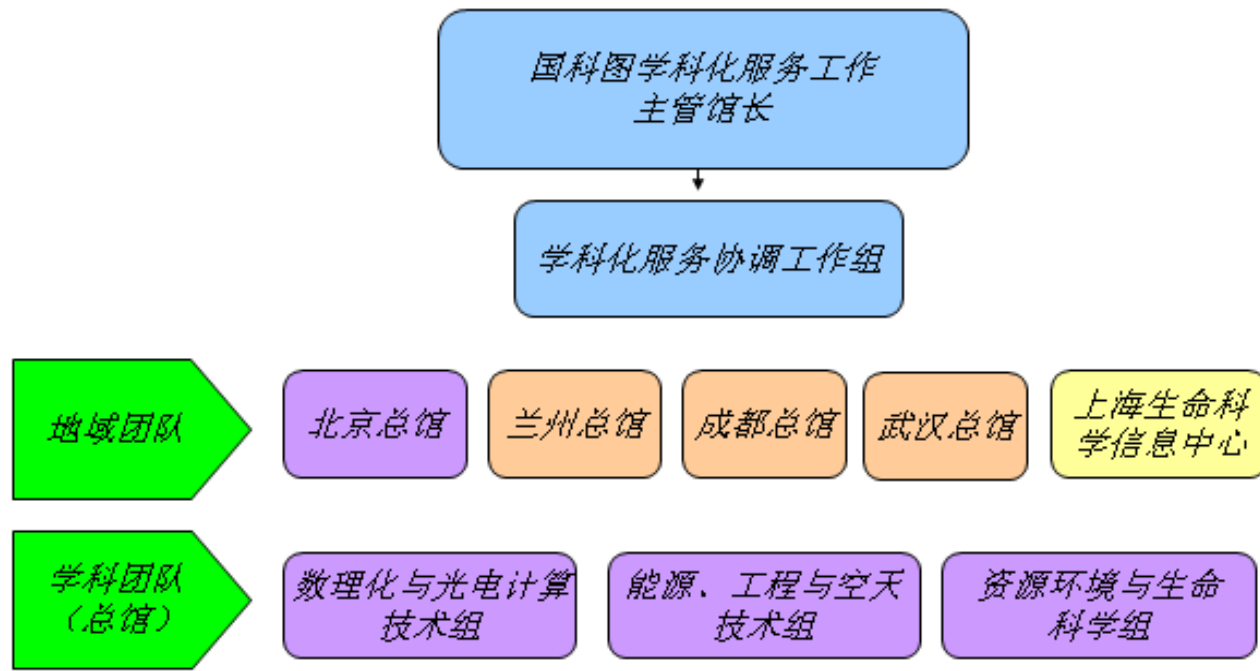 国科图学科化服务工作
主管馆长
学科化服务协调工作组
地域团队
北京总馆
兰州总馆
成都总馆
武汉总馆
上海生命科
学信息中心
学科团队
（总馆）
数理化与光电计算
技术组
能源、工程与空天
技术组
资源环境与生命
科学组